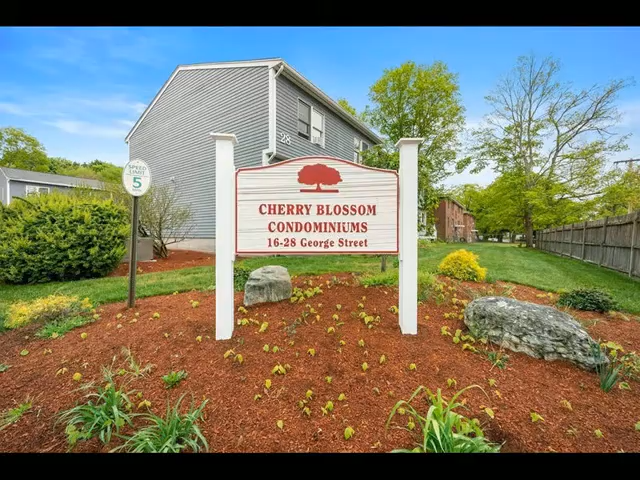 28
SPEED
LIMIT
5
CHERRY BLOSSOM
CONDOMINIUMS
16-28 George Street